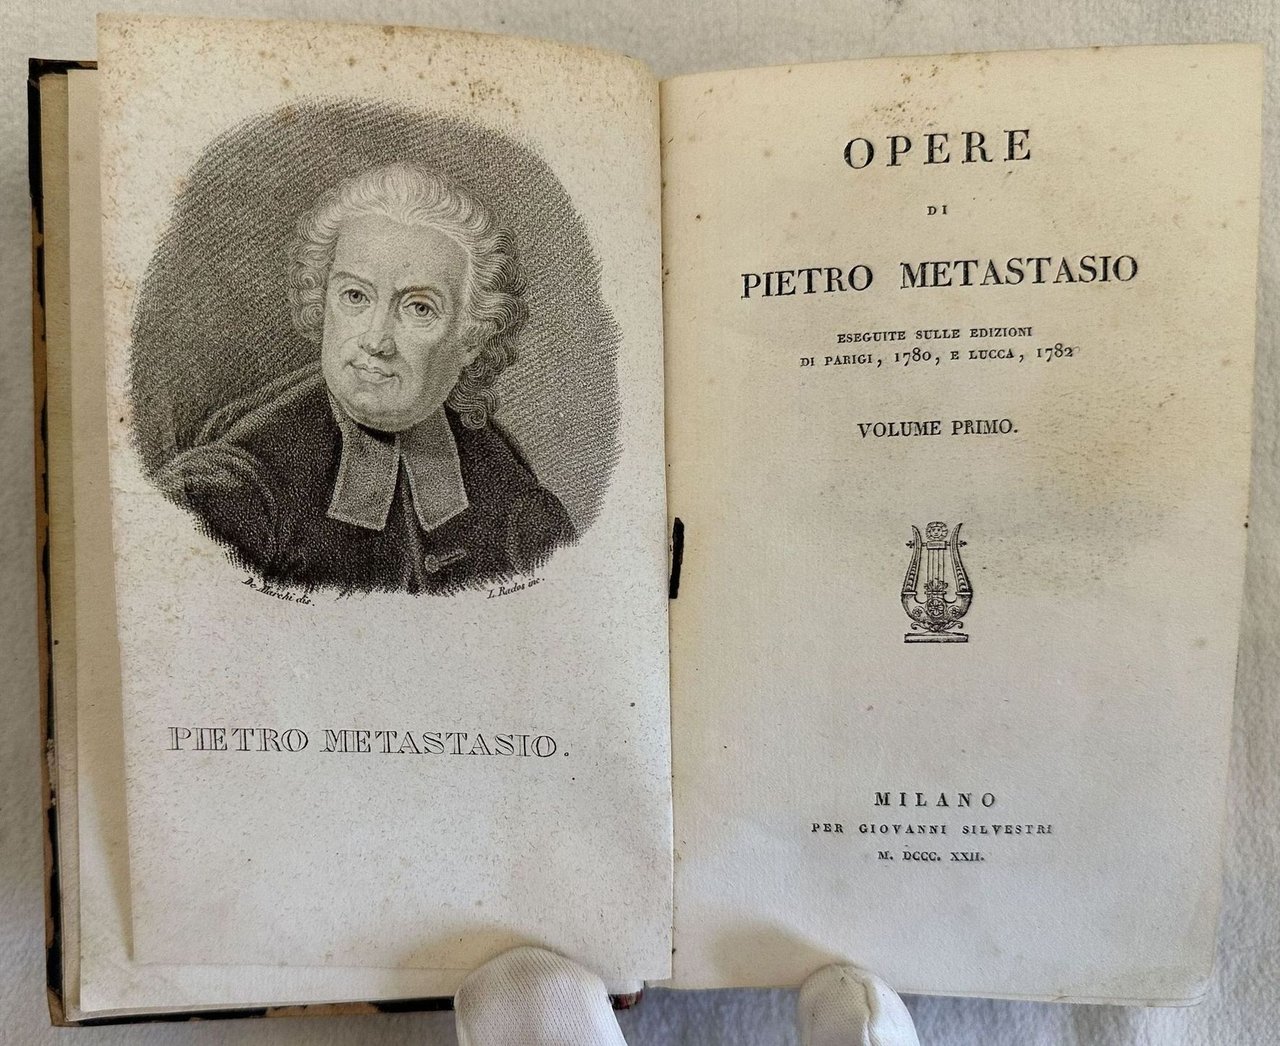 De Marchi dis.
L. Rados inc.
PIETRO METASTASIO.
OPERE
DI
PIETRO METASTASIO
ESEGUITE SULLE EDIZIONI
DI PARIGI, 1780, E LUCCA, 1782
VOLUME PRIMO.
MILANO
PER GIOVANNI SILVESTRI
M. DCCC. XXII.